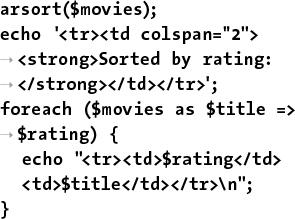 arsort($movies);
echo '<tr><td colspan="2">
→ <strong>Sorted by rating:
→ </strong></td></tr>';
foreach ($movies as $title =>
→ $rating) {
echo "<tr><td>$rating</td>
<td>$title</td></tr>\n";
}